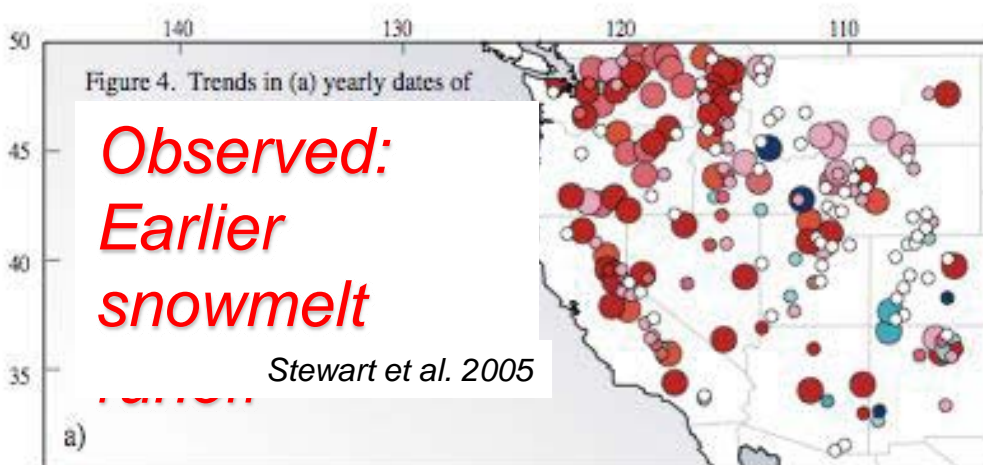 140 130 120 110
50
Figure 4. Trends in (a) yearly dates of
Observed:
Earlier
snowmelt
Stewart et al. 2005
45
40
35
a)